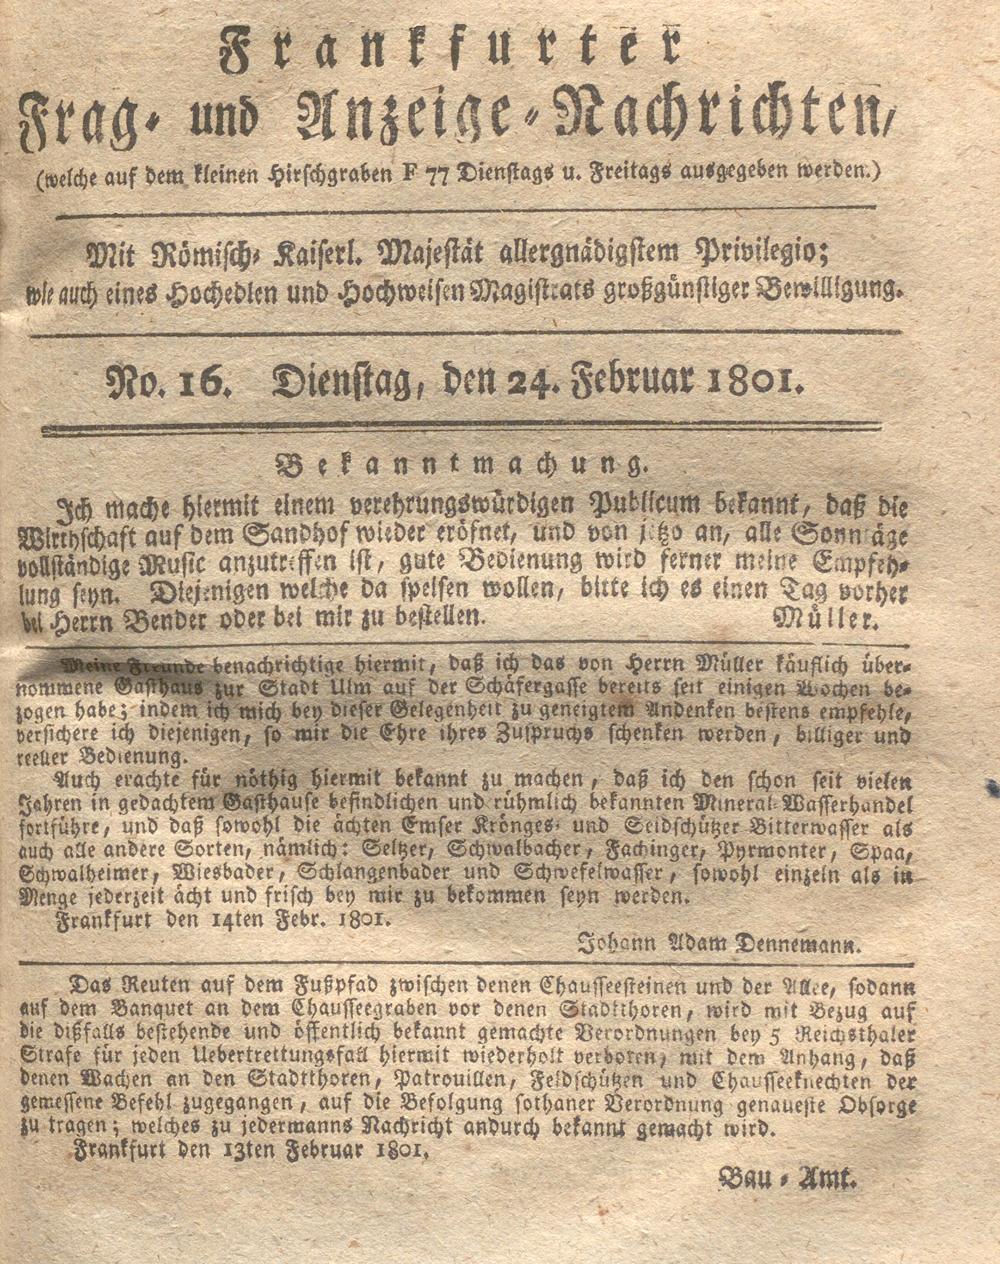 Frankfurter
Frag- und Anzeige-Nachrichten,
(welche auf dem kleinen Hirschgraben F 77 Dienstags u. Freitags ausgegeben werden.)
Mit Römisch- Kaiserl. Majestät allergnädigstem Privilegio;
wie auch eines Hochedlen und Hochweisen Magistrats großgünstiger Bewilligung.
No. 16. Dienstag, den 24. Februar 1801.
Bekanntmachung.
Ich mache hiermit einem verehrungswürdigen Publicum bekannt, daß die
Wirthschaft auf dem Sandhof wieder eröfnet, und von jetzo an, alle Sonntäge
vollständige Music anzutreffen ist, gute Bedienung wird ferner meine Empfeh-
lung seyn. Diejenigen welche da speisen wollen, bitte ich es einen Tag vorher
bei Herrn Bender oder bei mir zu bestellen. Müller.
Meine Freunde benachrichtige hiermit, daß ich das von Herrn Müller käuflich über-
nommene Gasthaus zur Stadt Ulm auf der Schäfergasse bereits seit einigen Wochen be-
zogen habe; indem ich mich bey dieser Gelegenheit zu geneigtem Andenken bestens empfehle,
versichere ich diejenigen, so mir die Ehre ihres Zuspruchs schenken werden, billiger und
reeller Bedienung.
Auch erachte für nöthig hiermit bekannt zu machen, daß ich den schon seit vielen
Jahren in gedachtem Gasthause befindlichen und rühmlich bekannten Mineral-Wasserhandel
fortführe, und daß sowohl die ächten Emser Krönges- und Seidschützer Bitterwasser als
auch alle andere Sorten, nämlich: Seltzer, Schwalbacher, Fachinger, Pyrmonter, Spaa,
Schwalheimer, Wiesbader, Schlangenbader und Schwefelwasser, sowohl einzeln als in
Menge jederzeit ächt und frisch bey mir zu bekommen seyn werden.
Frankfurt den 14ten Febr. 1801.
Johann Adam Dennemann.
Das Reuten auf dem Fußpfad zwischen denen Chausseesteinen und der Allee, sodann
auf dem Banquet an dem Chausseegraben vor denen Stadtthoren, wird mit Bezug auf
die dißfalls bestehende und öffentlich bekannt gemachte Verordnungen bey 5 Reichsthaler
Strafe für jeden Uebertrettungsfall hiermit wiederholt verboten, mit dem Anhang, daß
denen Wachen an den Stadtthoren, Patrouillen, Feldschützen und Chausseeknechten der
gemessene Befehl zugegangen, auf die Befolgung sothaner Verordnung genaueste Obsorge
zu tragen; welches zu jedermanns Nachricht andurch bekannt gemacht wird.
Frankfurt den 13ten Februar 1801.
Bau-Amt.